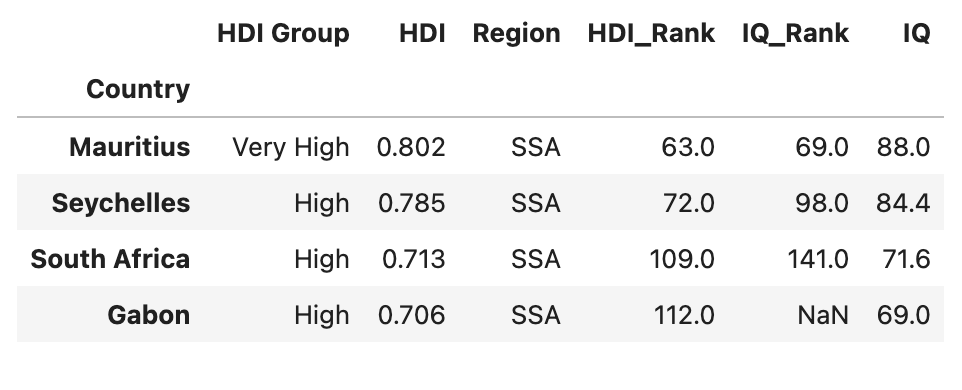 HDI Group HDI Region HDI_Rank IQ_Rank IQ
Country
Mauritius Very High 0.802 SSA 63.0 69.0 88.0
Seychelles High 0.785 SSA 72.0 98.0 84.4
South Africa High 0.713 SSA 109.0 141.0 71.6
Gabon High 0.706 SSA 112.0 NaN 69.0